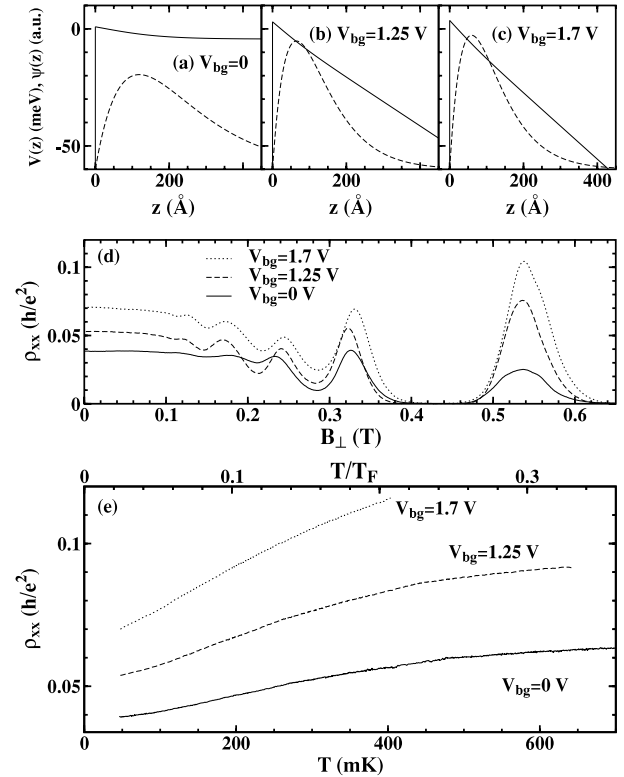 V(z) (meV), ψ(z) (a.u.)
0
-50
(a) V_bg=0
(b) V_bg=1.25 V
(c) V_bg=1.7 V
0 200
0 200
0 200 400
z [Å]
z [Å]
z [Å]
(d)
V_bg=1.7 V
V_bg=1.25 V
V_bg=0 V
ρ_xx (h/e²)
0.1
0.05
0
0 0.1 0.2 0.3 0.4 0.5 0.6
B_⊥ (T)
T/T_F
0 0.1 0.3
(e)
V_bg=1.7 V
V_bg=1.25 V
V_bg=0 V
ρ_xx (h/e²)
0.1
0.05
0 200 400 600
T (mK)